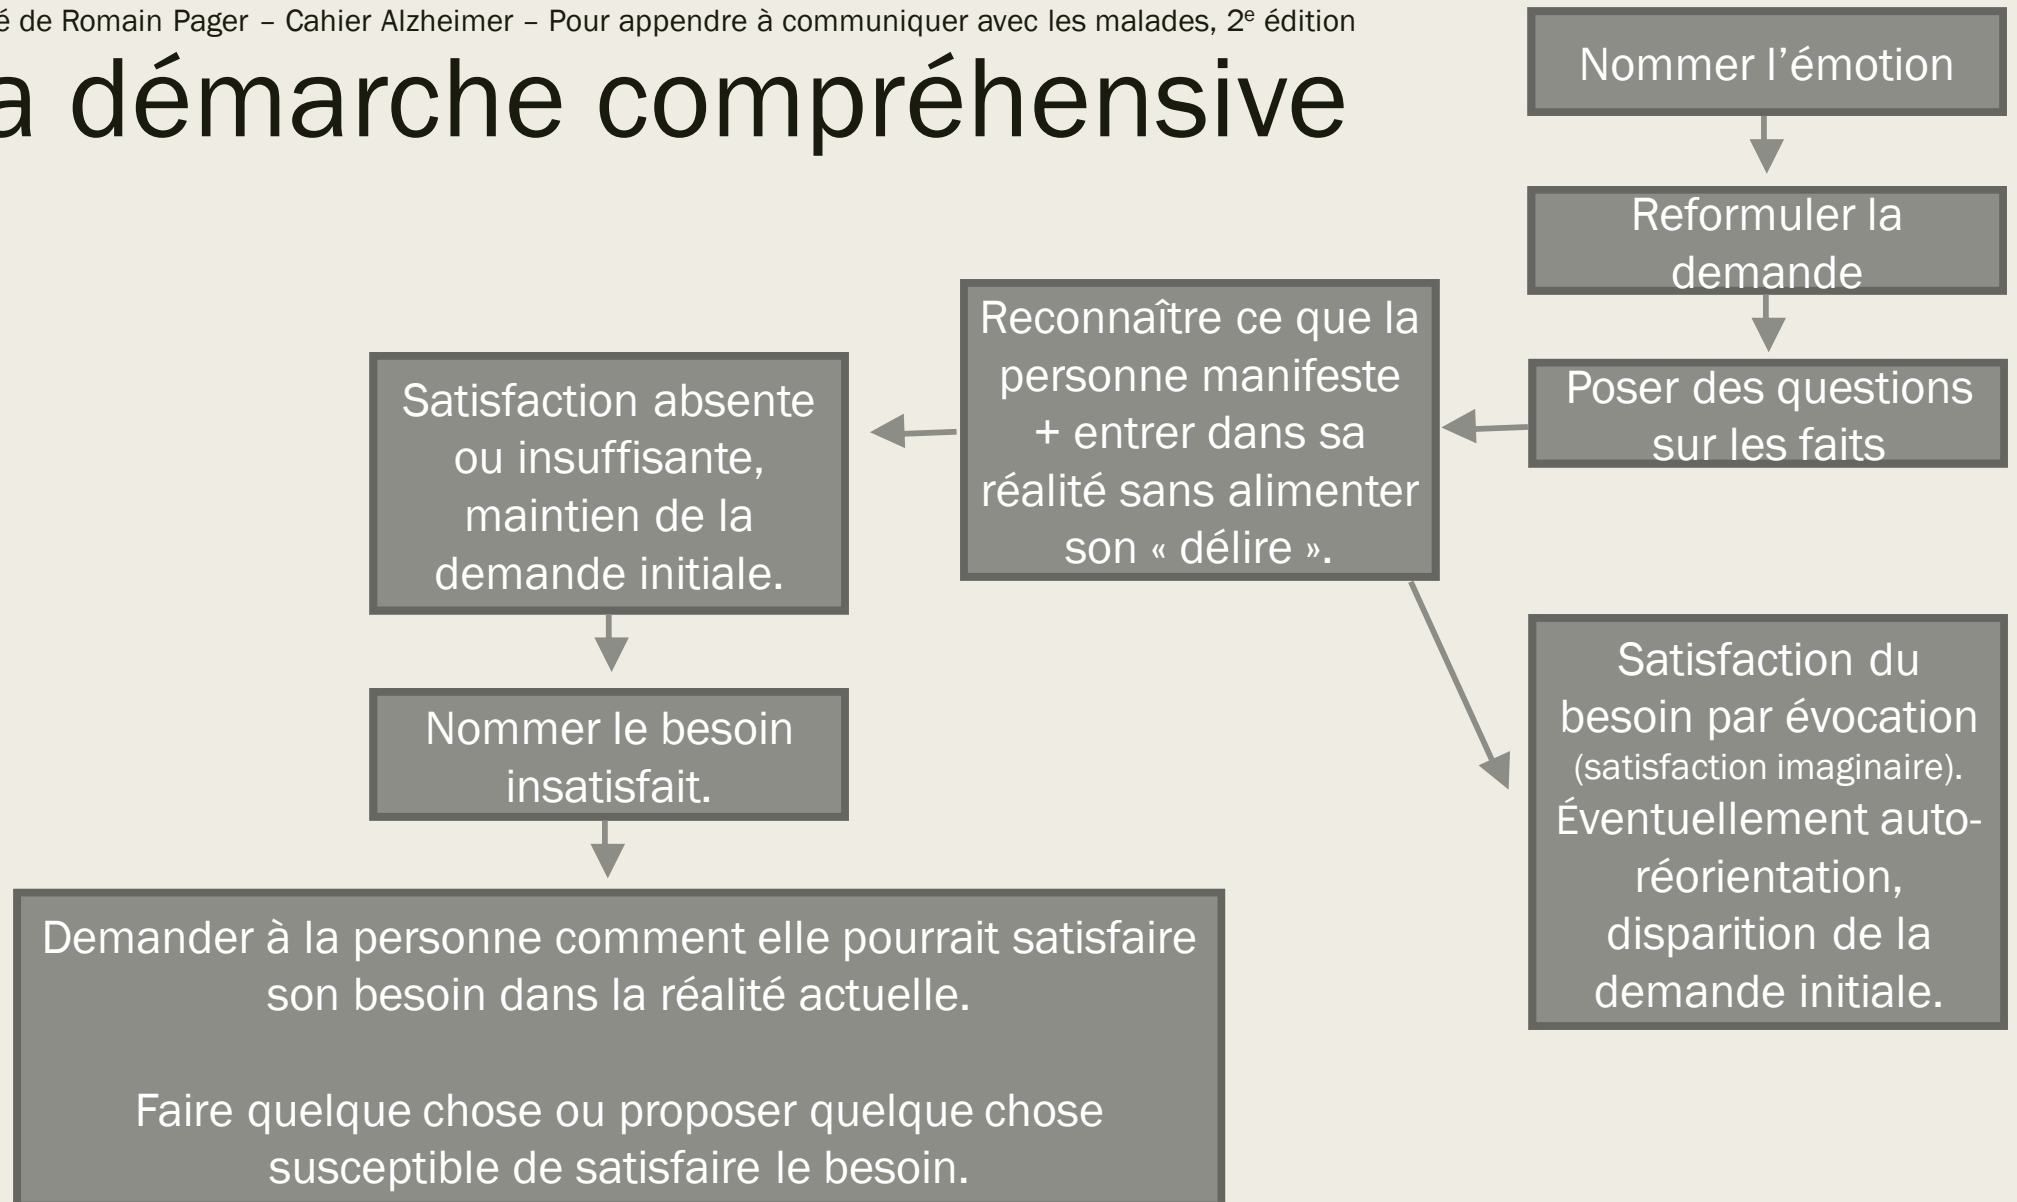 é de Romain Pager – Cahier Alzheimer – Pour appendre à communiquer avec les malades, 2e édition
a démarche compréhensive
Nommer l’émotion
Reformuler la
demande
Poser des questions
sur les faits
Reconnaître ce que la
personne manifeste
+ entrer dans sa
réalité sans alimenter
son « délire ».
Satisfaction absente
ou insuffisante,
maintien de la
demande initiale.
Nommer le besoin
insatisfait.
Demander à la personne comment elle pourrait satisfaire
son besoin dans la réalité actuelle.
Faire quelque chose ou proposer quelque chose
susceptible de satisfaire le besoin.
Satisfaction du
besoin par évocation
(satisfaction imaginaire).
Éventuellement auto-
réorientation,
disparition de la
demande initiale.